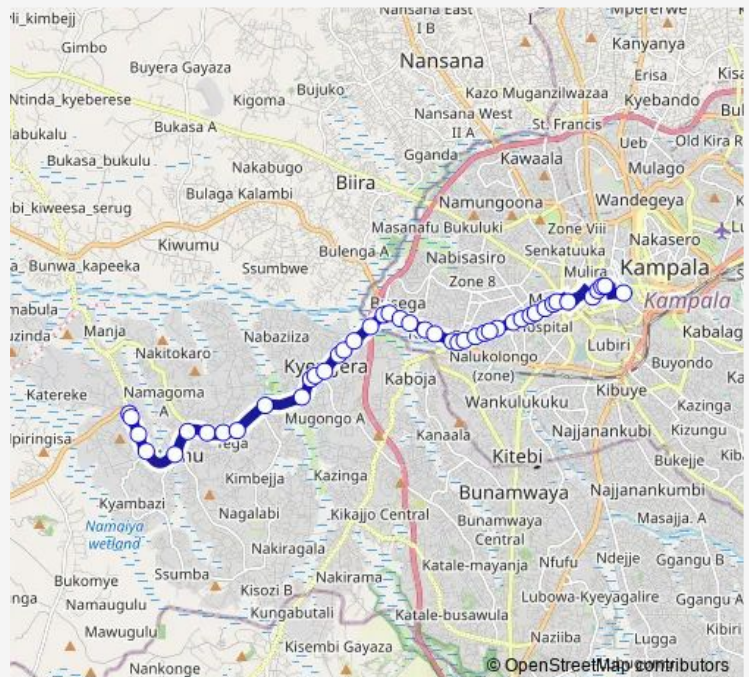 Nansana East
I B
Mpererwe
yli_kimbejj
Gimbo
Kanyanya
Buyera Gayaza
Nansana
Erisa
Bujuko
Kazo Muganzilwazaa
Kyebando
Ntinda_kyeberese
Kigoma
Nansana West
II A
St. Francis
Bukasa A
Ueb
Old Kira R
Gganda
Kawaala
Bukasa_bukulu
Mulago
Nakabugo
Biira
Bulaga Kalambi
Namungoona
Wandegeya
bi_kiweesa_serug
Masanafu Bukuluki
Zone Viii
Kiwumu
Bulenga A
Nabisasiro
Senkatuuka
Nakasero
Bunwa_kapeeka
Ssumbwe
Zone 8
Mulira
Kampala
Kampala
Manja
Nabaziiza
Hospital
Kabalag
Nakitokaro
Lubiri
Nalukolongo
(zone)
Buyondo
Katereke
Namagoma
A
Kaboja
Kibuye
Mugongo A
Wankulukuku
Kazinga
piringisa
Kanaala
Najjanankubi
Kizungu
Kitebi
Bukejje
Kimbejja
Kazinga
Kyambazi
Bunamwaya
Najjanankumbi
Nagalabi
Kikajjo Central
Masajja. A
Namaiya
wetland
Bunamwaya
Central
Nakiragala
Ndejje
Ggangu B
Nfufu
Ssumba
Nakirama
Katale-mayanja
Bukomye
Kisozi B
Lubowa-Kyeyagalire
Ggangu A
Namaugulu
Kungabutali
Katale-busawula
Kibiri
Mawugulu
Naziiba
Lugga
Kisembi Gayaza
Nankonge
© OpenStreetMap contributors